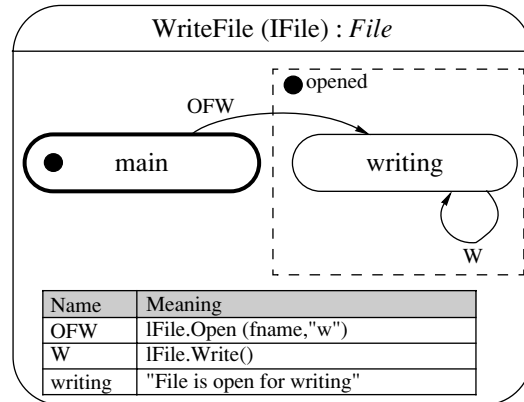 WriteFile (IFile) : File
opened
OFW
main
writing
W
Name Meaning
OFW lFile.Open (fname,"w")
W lFile.Write()
writing "File is open for writing"